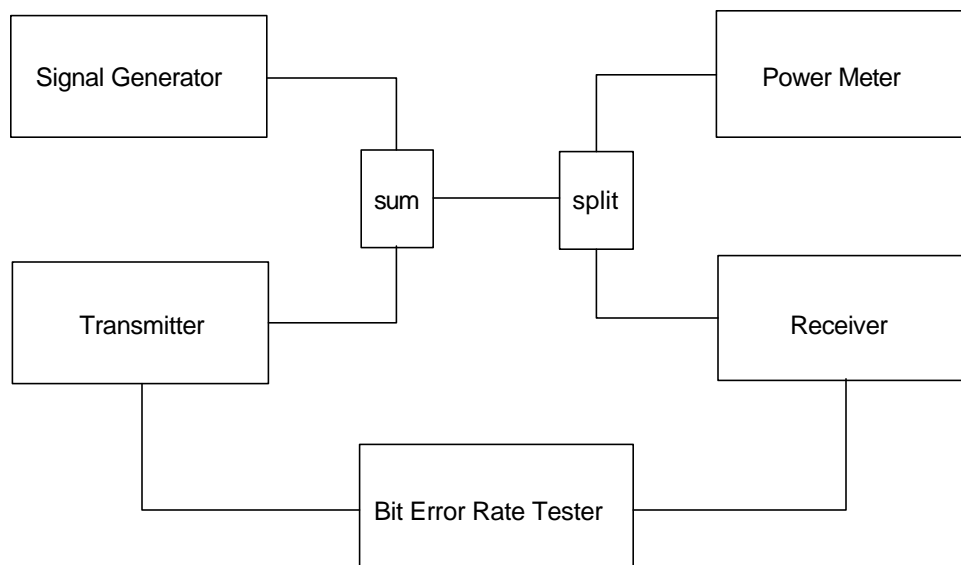 Signal Generator
Power Meter
sum
split
Transmitter
Receiver
Bit Error Rate Tester